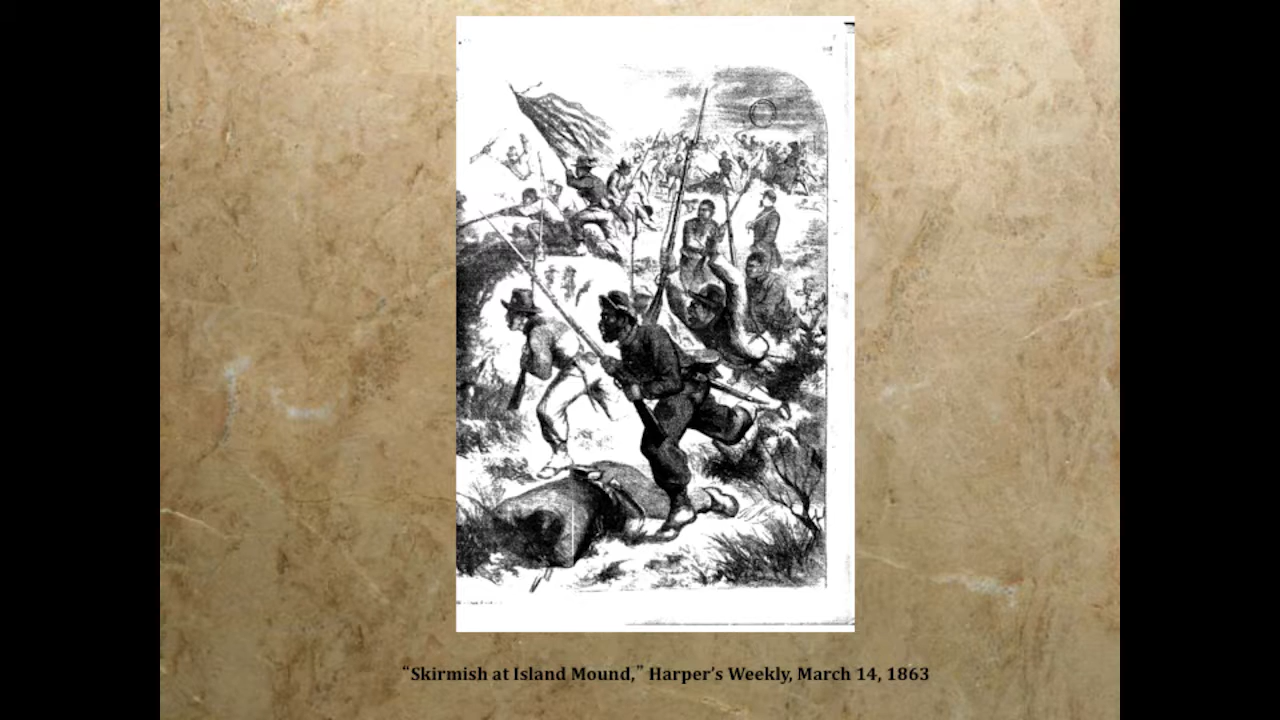 “Skirmish at Island Mound,” Harper’s Weekly, March 14, 1863